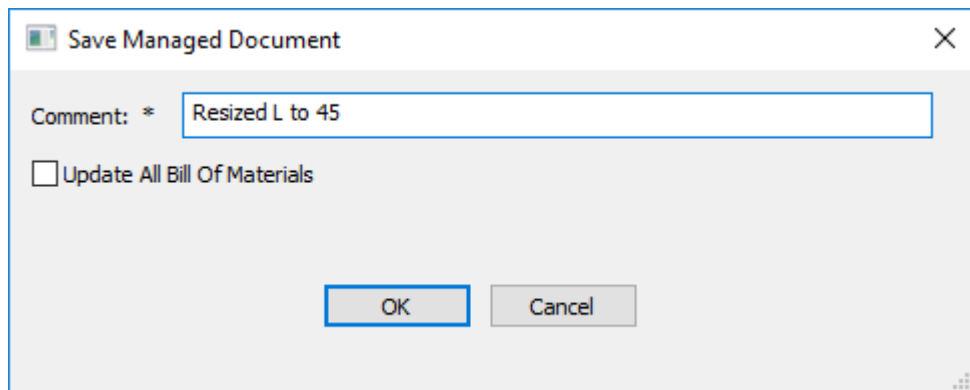 Save Managed Document
Comment: * Resized L to 45
Update All Bill Of Materials
OK Cancel